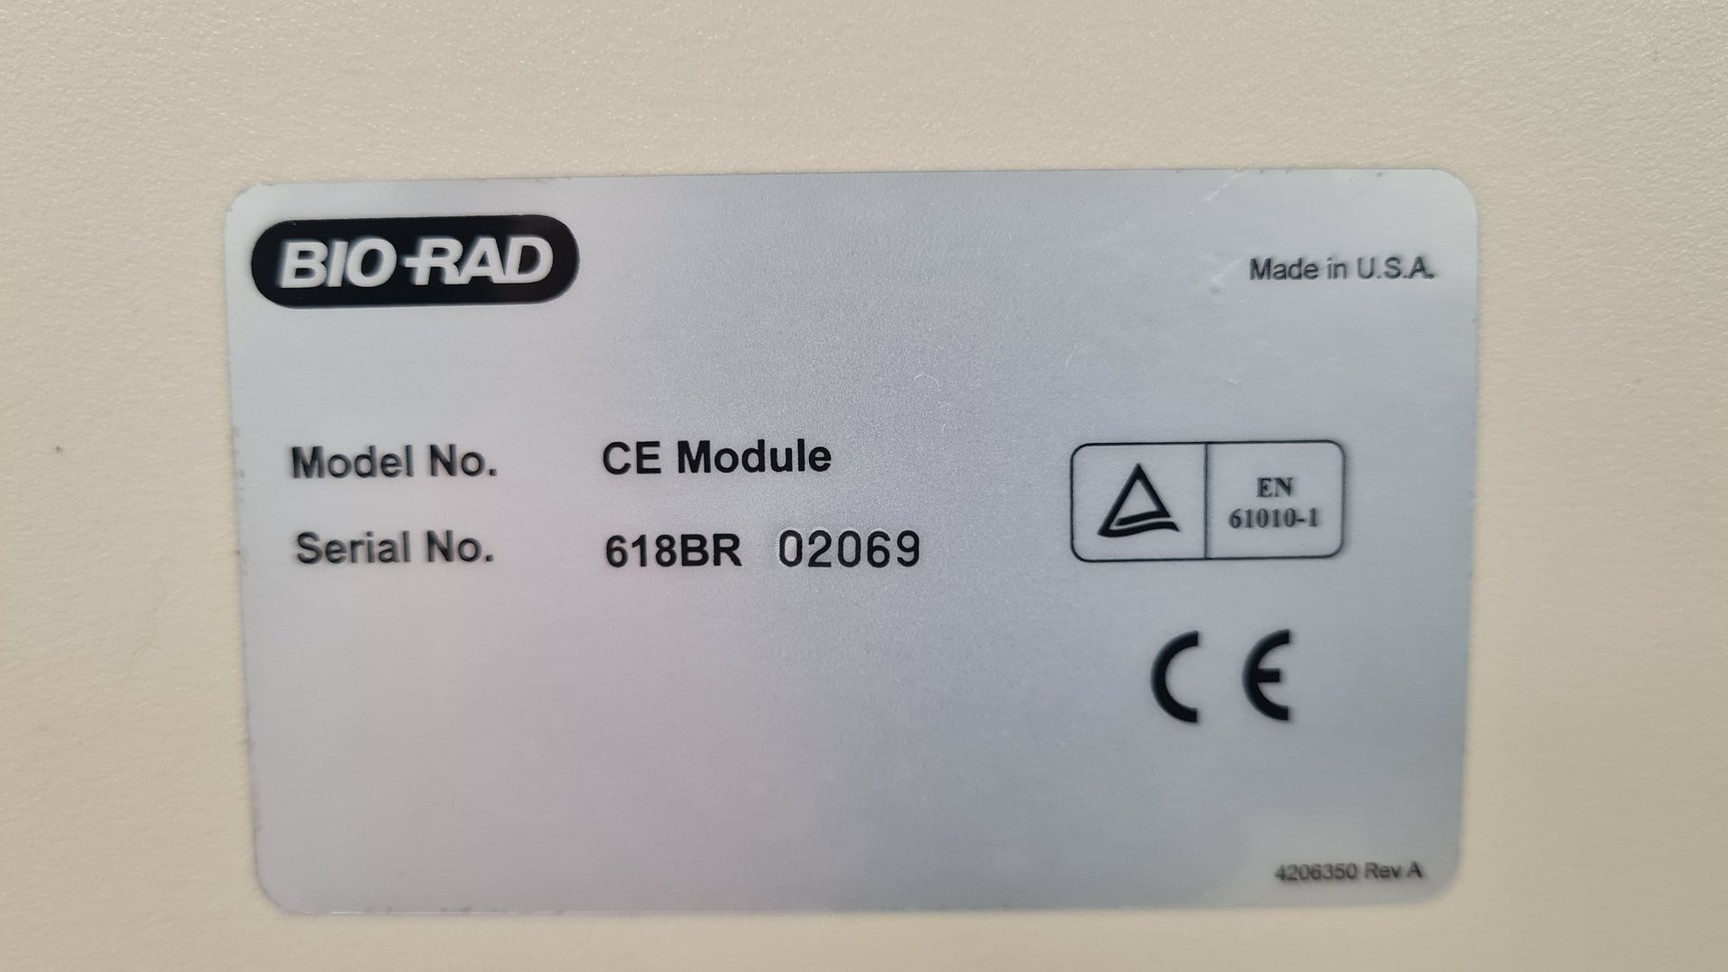 BIO-RAD
Made in U.S.A.
Model No. CE Module
Serial No. 618BR 02069
EN
61010-1
CE
4206350 Rev A